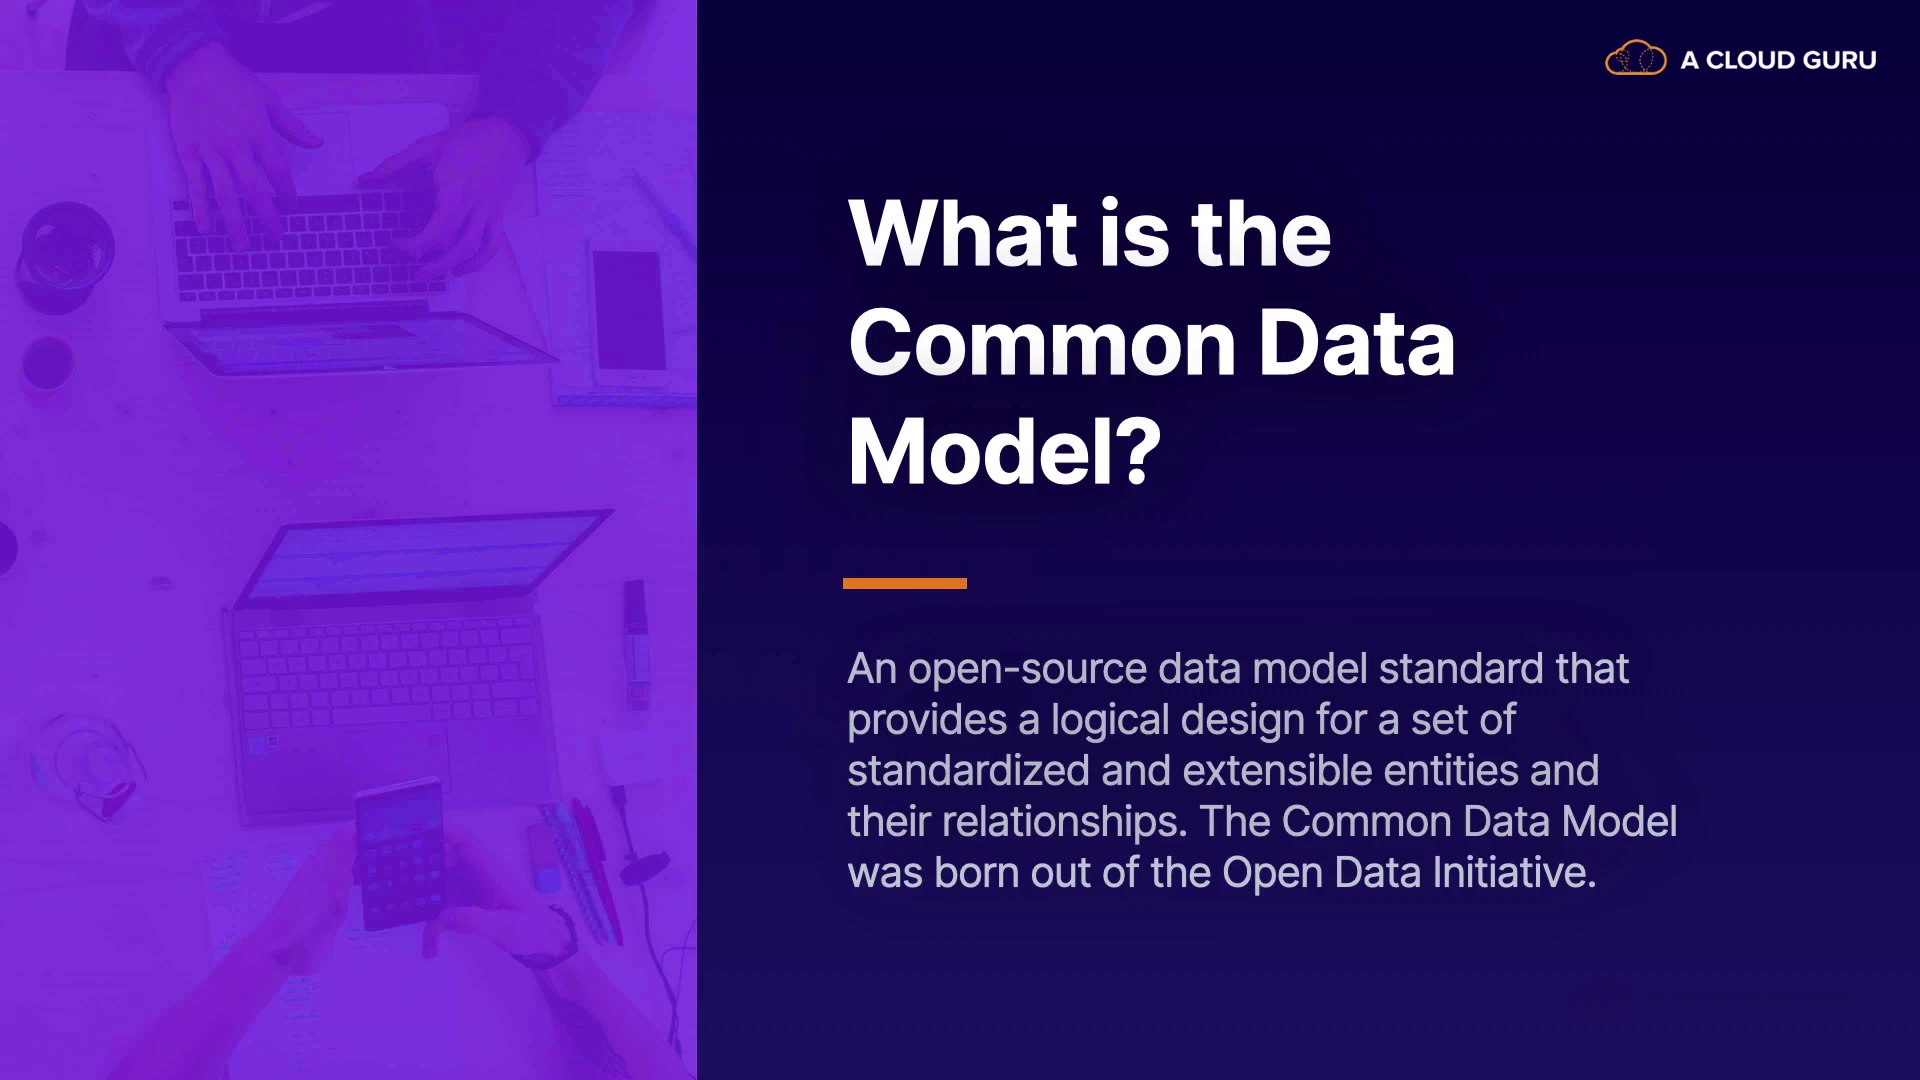 A CLOUD GURU
What is the
Common Data
Model?
An open-source data model standard that
provides a logical design for a set of
standardized and extensible entities and
their relationships. The Common Data Model
was born out of the Open Data Initiative.